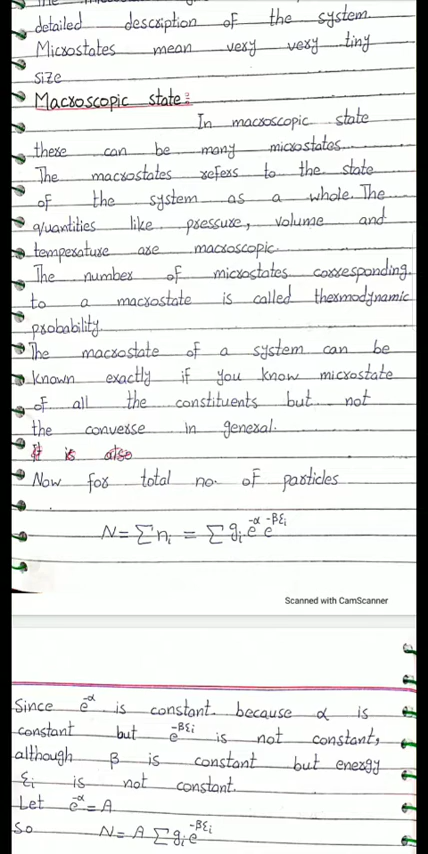 detailed description of the system.
Microstates mean very very tiny
size
Macroscopic state:
In macroscopic state
there can be many microstates.
The macrostates refers to the state
of the system as a whole. The
quantities like pressure, volume and
temperature are macroscopic.
The number of microstates corresponding
to a macrostate is called thermodynamic
probability.
The macrostate of a system can be
known exactly if you know microstate
of all the constituents but not
the converse in general.
It is also
Now for total no. of particles
N = Σni = Σ gi e^-α e^-βεi
Scanned with CamScanner
Since e^-α is constant. because α is
constant but e^-βεi is not constant,
although β is constant but energy
εi is not constant.
Let e^-α = A
So N = A Σ gi e^-βεi